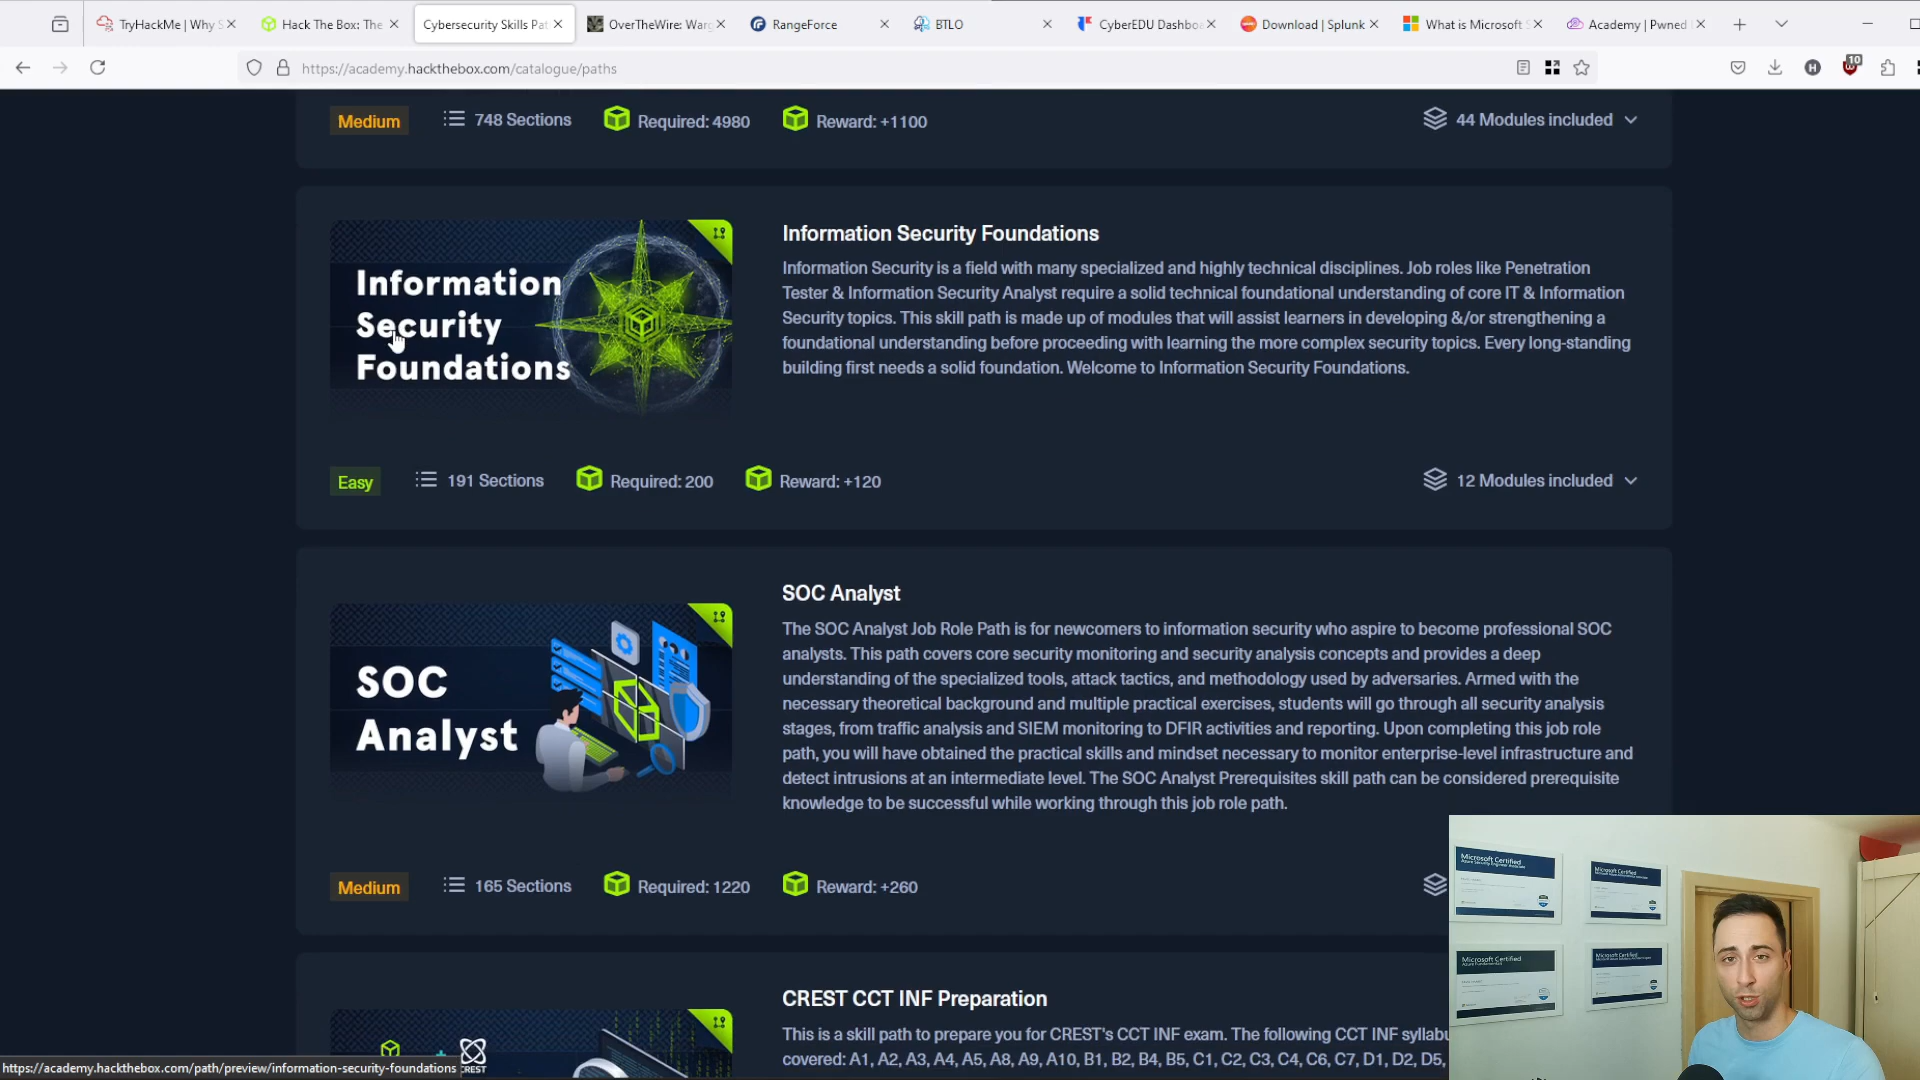 TryHackMe | Why S
Hack The Box: The
Cybersecurity Skills Pat
OverTheWire: Warg
RangeForce
BTLO
CyberEDU Dashboa
Download | Splunk
What is Microsoft S
Academy | Pwned
https://academy.hackthebox.com/catalogue/paths
H
10
Medium
748 Sections
Required: 4980
Reward: +1100
44 Modules included
Information
Security
Foundations
Information Security Foundations
Information Security is a field with many specialized and highly technical disciplines. Job roles like Penetration
Tester & Information Security Analyst require a solid technical foundational understanding of core IT & Information
Security topics. This skill path is made up of modules that will assist learners in developing &/or strengthening a
foundational understanding before proceeding with learning the more complex security topics. Every long-standing
building first needs a solid foundation. Welcome to Information Security Foundations.
Easy
191 Sections
Required: 200
Reward: +120
12 Modules included
SOC
Analyst
SOC Analyst
The SOC Analyst Job Role Path is for newcomers to information security who aspire to become professional SOC
analysts. This path covers core security monitoring and security analysis concepts and provides a deep
understanding of the specialized tools, attack tactics, and methodology used by adversaries. Armed with the
necessary theoretical background and multiple practical exercises, students will go through all security analysis
stages, from traffic analysis and SIEM monitoring to DFIR activities and reporting. Upon completing this job role
path, you will have obtained the practical skills and mindset necessary to monitor enterprise-level infrastructure and
detect intrusions at an intermediate level. The SOC Analyst Prerequisites skill path can be considered prerequisite
knowledge to be successful while working through this job role path.
Medium
165 Sections
Required: 1220
Reward: +260
CREST CCT INF Preparation
This is a skill path to prepare you for CREST's CCT INF exam. The following CCT INF syllabu
covered: A1, A2, A3, A4, A5, A8, A9, A10, B1, B2, B4, B5, C1, C2, C3, C4, C6, C7, D1, D2, D5,
CREST
https://academy.hackthebox.com/path/preview/information-security-foundations
Microsoft Certified
Microsoft Certified
Microsoft Certified
Microsoft Certified